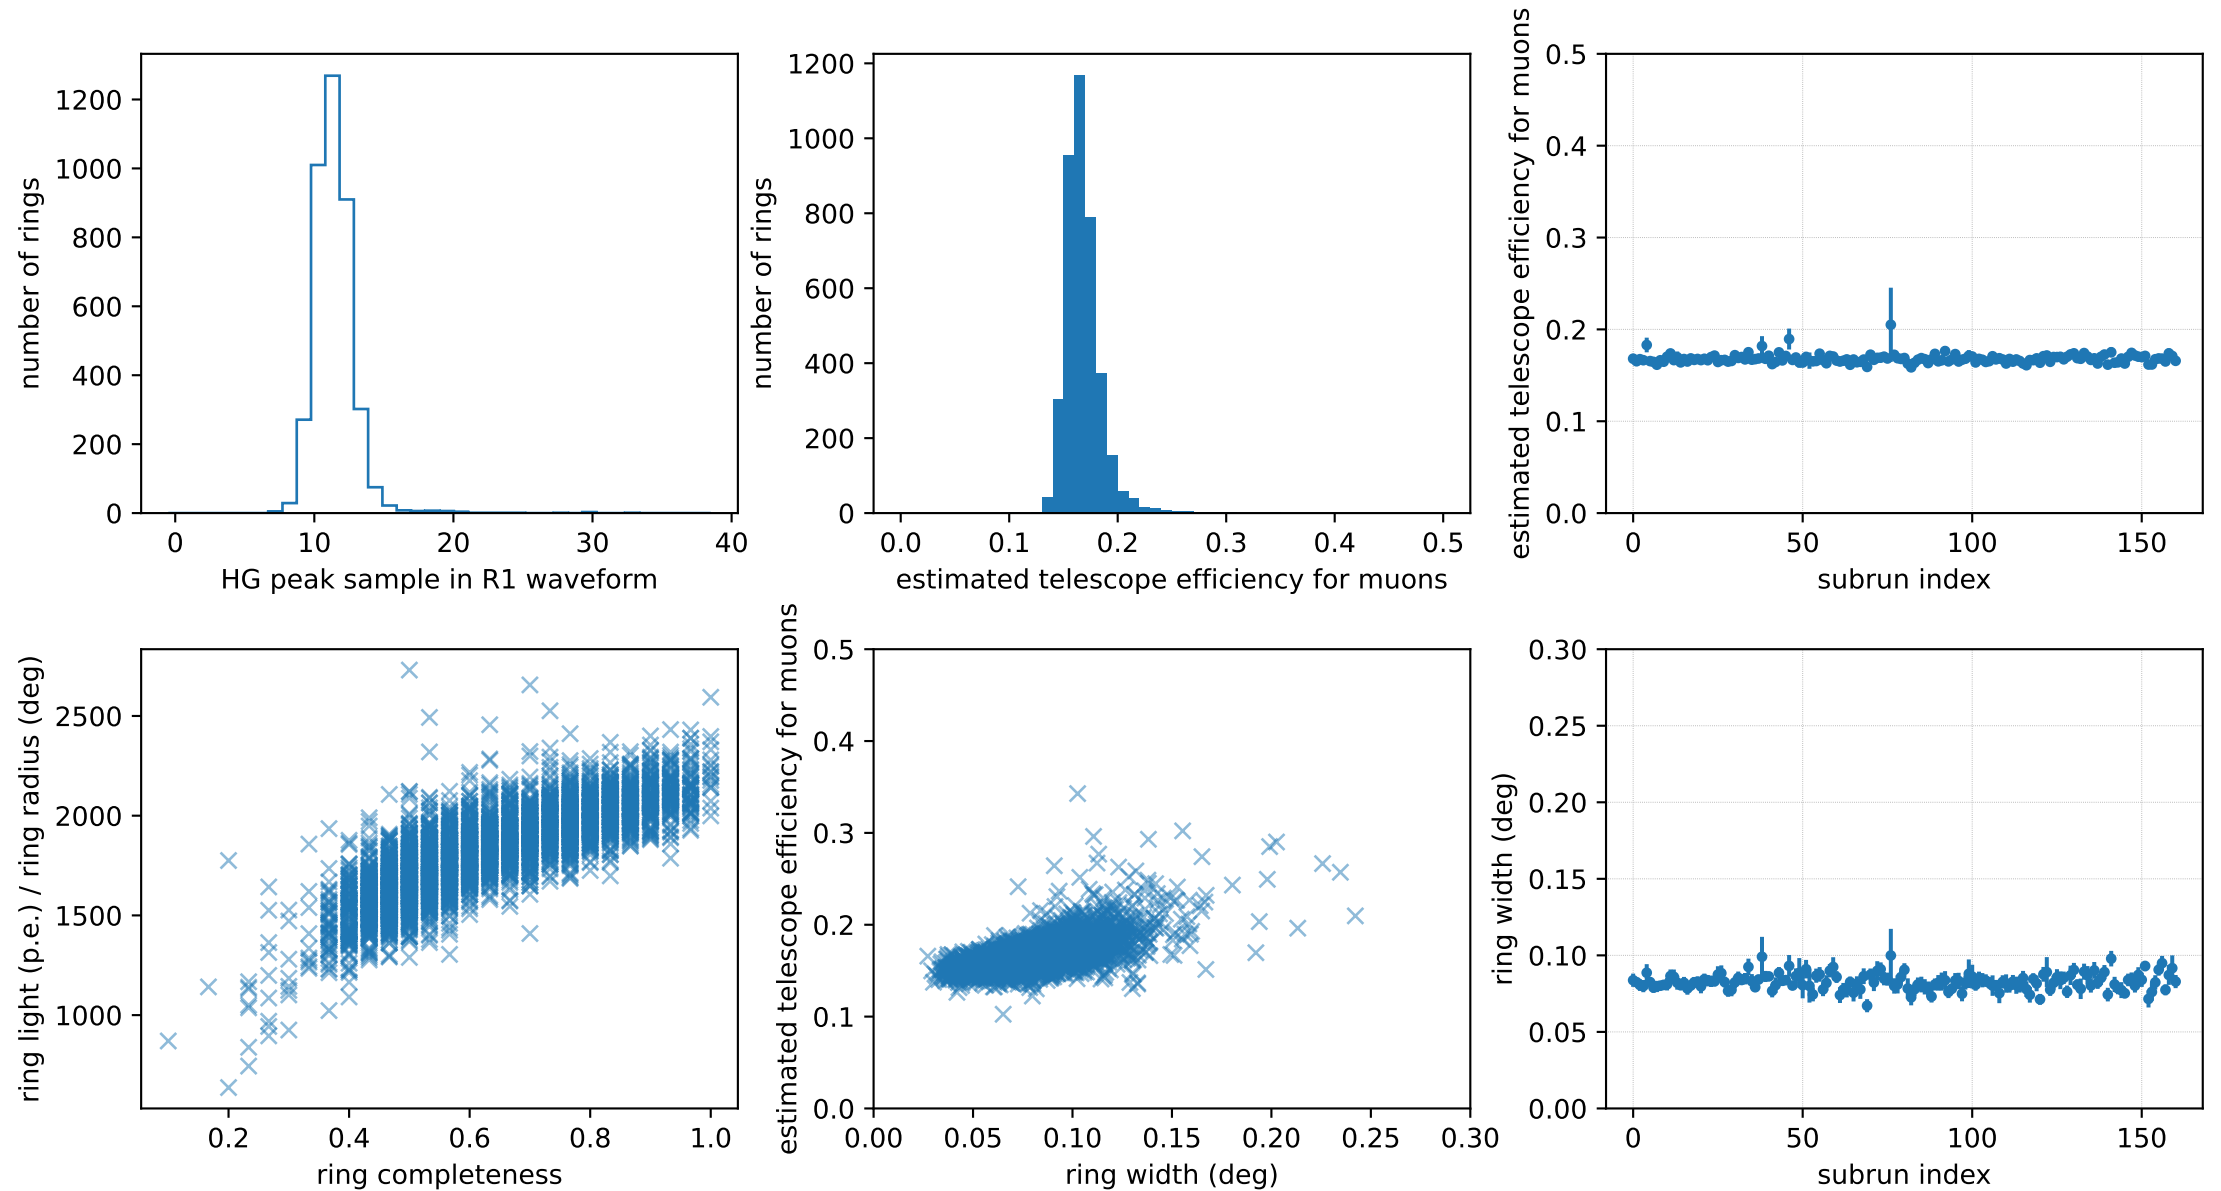 number of rings
1200
1000
800
600
400
200
0
0 10 20 30 40
HG peak sample in R1 waveform
number of rings
1200
1000
800
600
400
200
0
0.0 0.1 0.2 0.3 0.4 0.5
estimated telescope efficiency for muons
estimated telescope efficiency for muons
0.5
0.4
0.3
0.2
0.1
0.0
0 50 100 150
subrun index
ring light (p.e.) / ring radius (deg)
2500
2000
1500
1000
0.2 0.4 0.6 0.8 1.0
ring completeness
estimated telescope efficiency for muons
0.5
0.4
0.3
0.2
0.1
0.0
0.00 0.05 0.10 0.15 0.20 0.25 0.30
ring width (deg)
ring width (deg)
0.30
0.25
0.20
0.15
0.10
0.05
0.00
0 50 100 150
subrun index